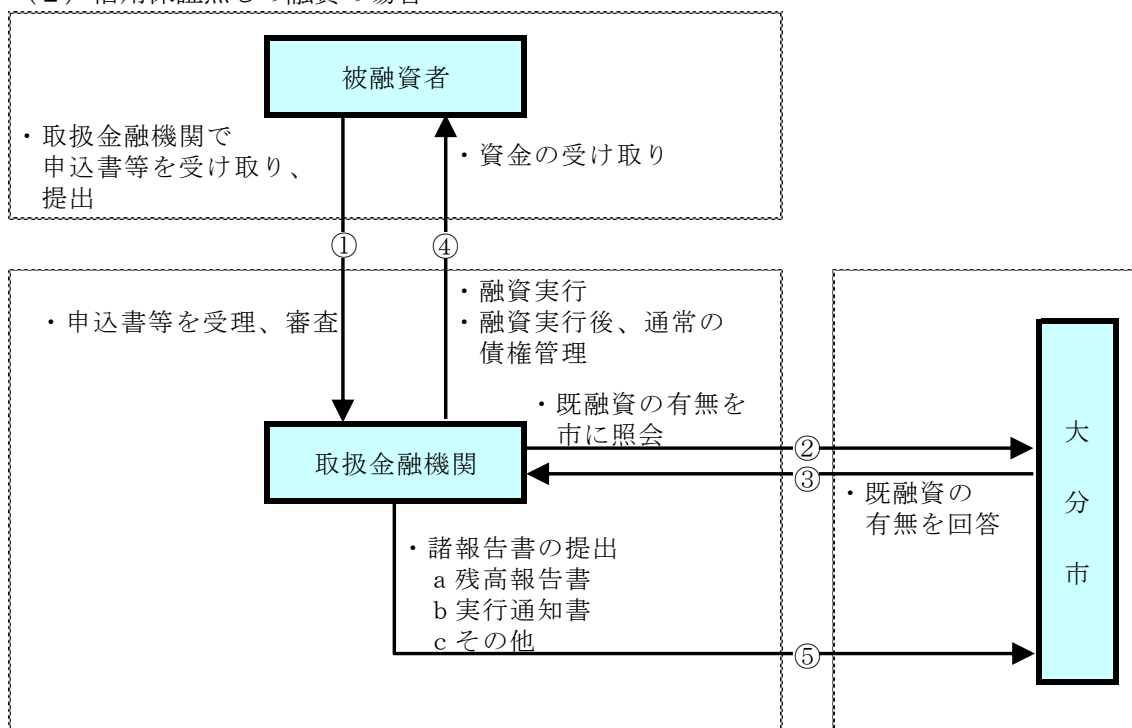 （２）信用保証無しの融資の場合
被融資者
・取扱金融機関で
申込書等を受け取り、
提出
・資金の受け取り
①
④
・申込書等を受理、審査
・融資実行
・融資実行後、通常の
債権管理
・既融資の有無を
市に照会
②
取扱金融機関
③
・既融資の
有無を回答
大分市
・諸報告書の提出
a 残高報告書
b 実行通知書
c その他
⑤